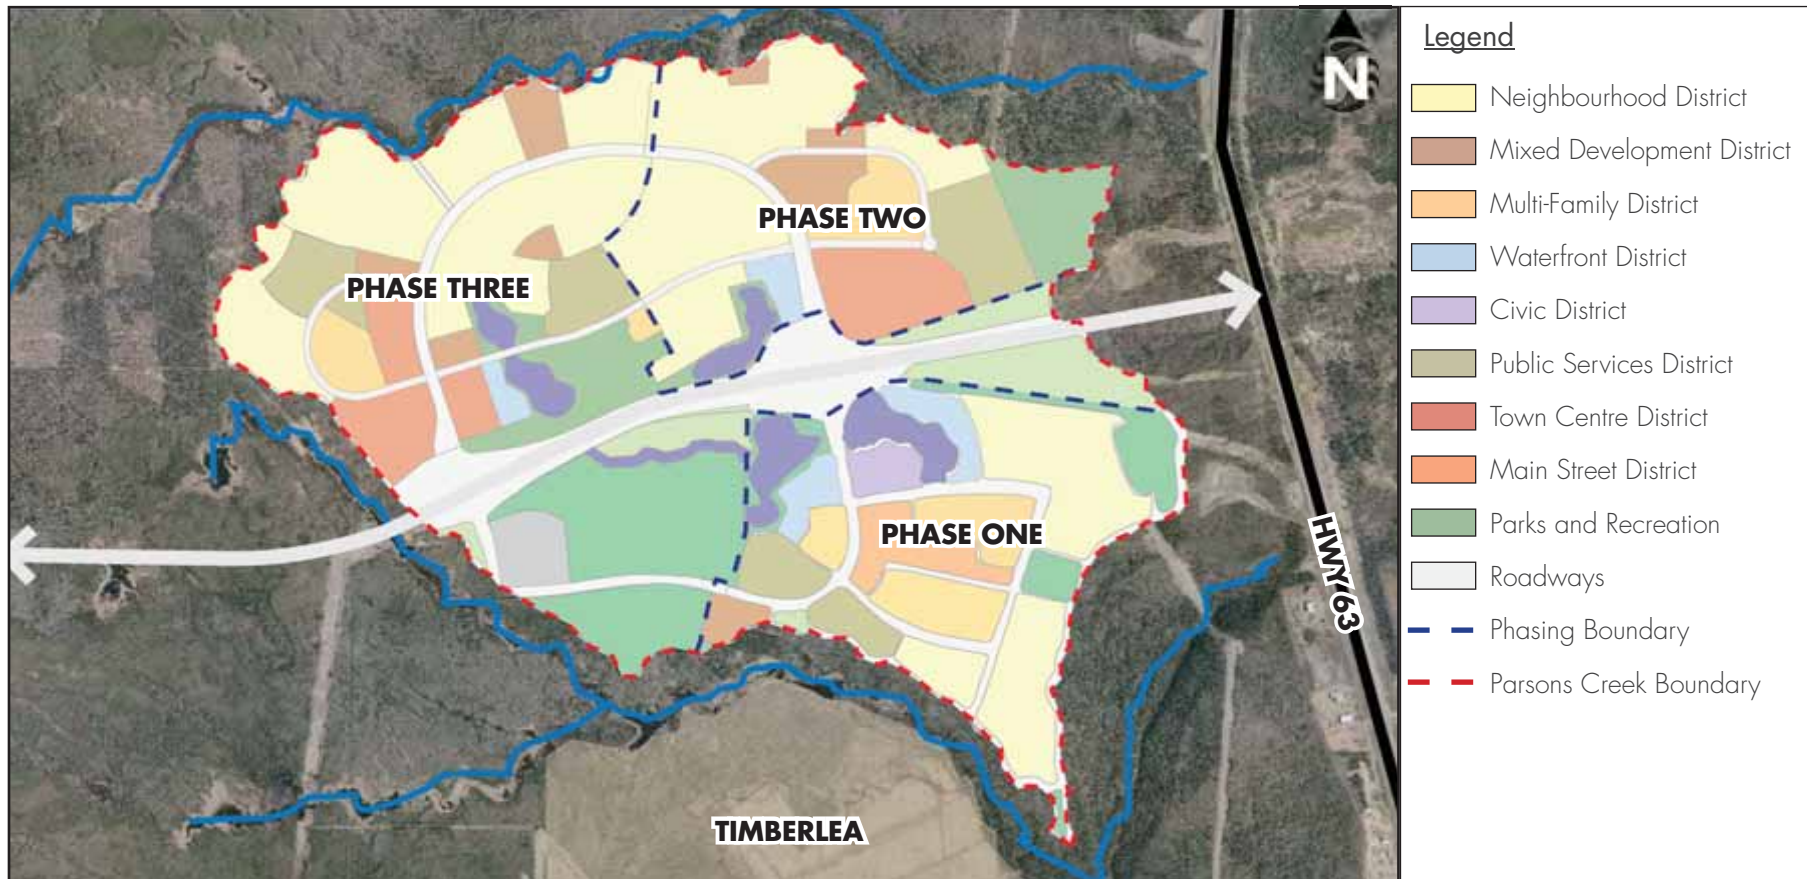 N
PHASE TWO
PHASE THREE
PHASE ONE
HWY 63
TIMBERLEA
Legend
Neighbourhood District
Mixed Development District
Multi-Family District
Waterfront District
Civic District
Public Services District
Town Centre District
Main Street District
Parks and Recreation
Roadways
Phasing Boundary
Parsons Creek Boundary